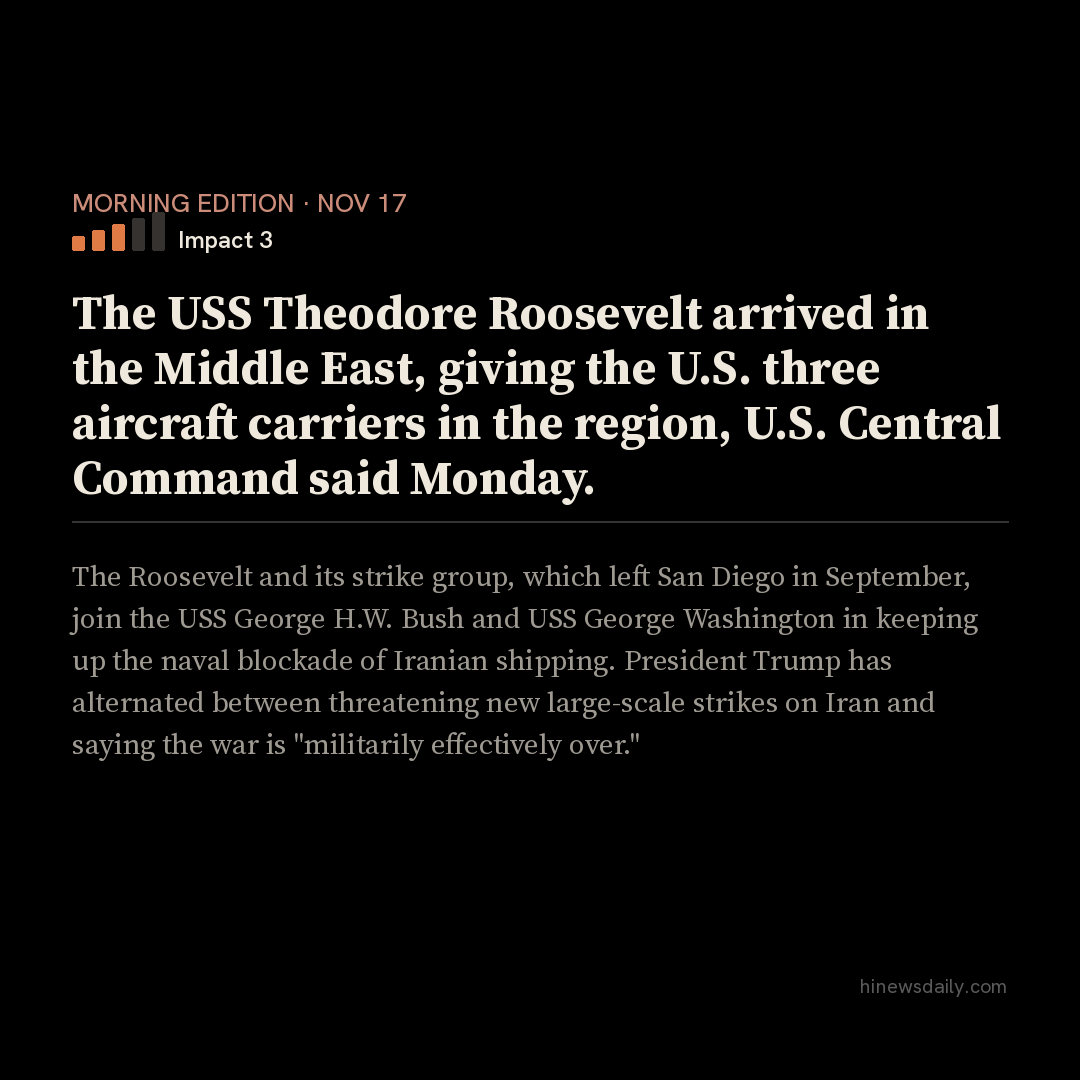 MORNING EDITION · NOV 17
Impact 3
The USS Theodore Roosevelt arrived in
the Middle East, giving the U.S. three
aircraft carriers in the region, U.S. Central
Command said Monday.
The Roosevelt and its strike group, which left San Diego in September,
join the USS George H.W. Bush and USS George Washington in keeping
up the naval blockade of Iranian shipping. President Trump has
alternated between threatening new large-scale strikes on Iran and
saying the war is "militarily effectively over."
hinewsdaily.com